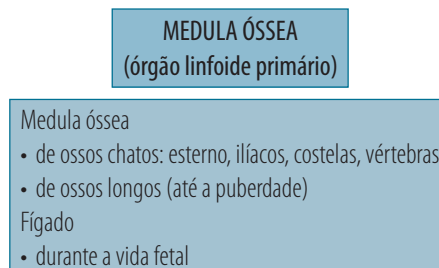 MEDULA ÓSSEA
(órgão linfoide primário)
Medula óssea
• de ossos chatos: esterno, ilíacos, costelas, vértebras
• de ossos longos (até a puberdade)
Fígado
• durante a vida fetal